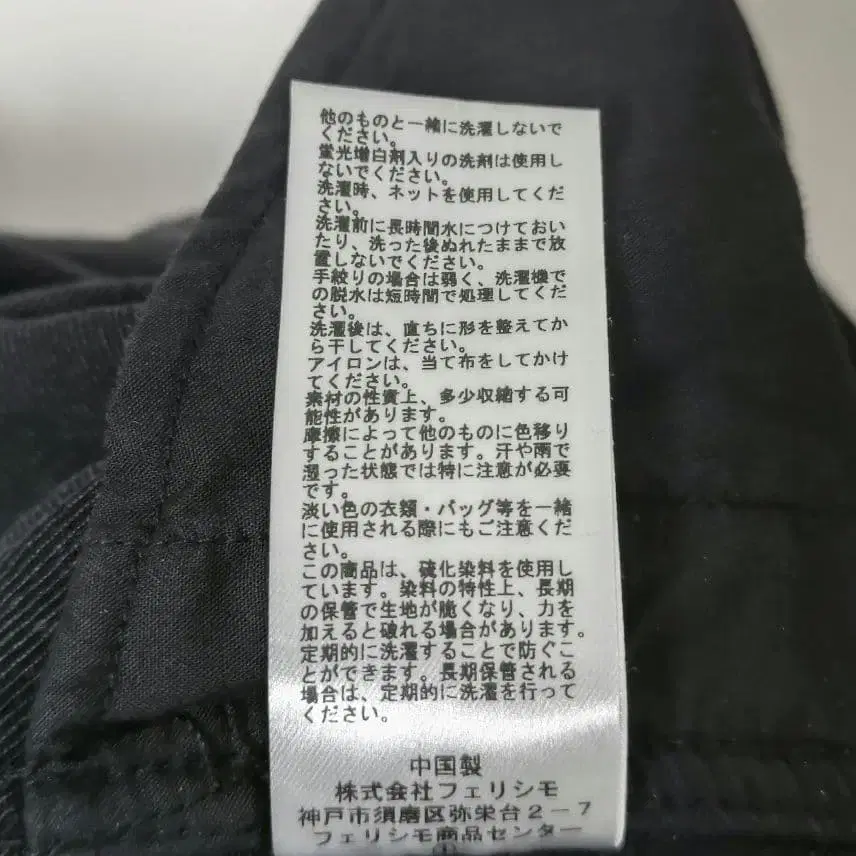 他のものと一緒に洗濯しないで
ください。
蛍光増白剤入りの洗剤は使用し
ないでください。
洗濯時、ネットを使用してくだ
さい。
洗濯前に長時間水につけておい
たり、洗った後ぬれたままで放
置しないでください。
手絞りの場合は弱く、洗濯機で
の脱水は短時間で処理してくだ
さい。
洗濯後は、直ちに形を整えてか
ら干してください。
アイロンは、当て布をしてかけ
てください。
素材の性質上、多少収縮する可
能性があります。
摩擦によって他のものに色移り
することがあります。汗や雨で
湿った状態では特に注意が必要
です。
淡い色の衣類・バッグ等を一緒
に使用される際にもご注意くだ
さい。
この商品は、硫化染料を使用し
ています。染料の特性上、長期
の保管で生地が脆くなり、力を
加えると破れる場合があります。
定期的に洗濯することで防ぐこ
とができます。長期保管される
場合は、定期的に洗濯を行って
ください。
中国製
株式会社フェリシモ
神戸市須磨区弥栄台2-7
フェリシモ商品センター